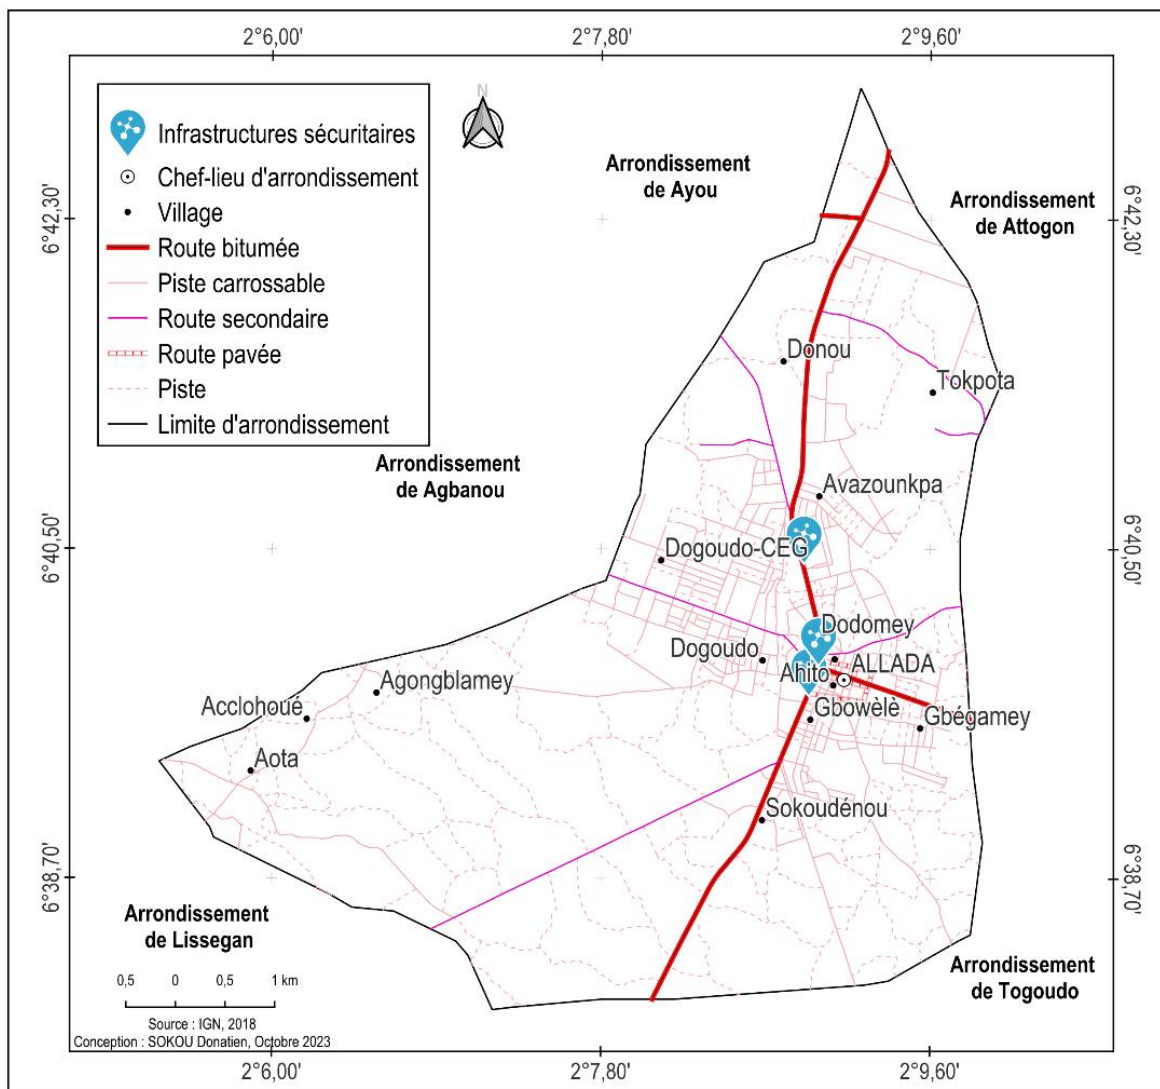 2°6,00'
2°7,80'
2°9,60'
N
Infrastructures sécuritaires
Chef-lieu d'arrondissement
Village
Route bitumée
Piste carrossable
Route secondaire
Route pavée
Piste
Limite d'arrondissement
Arrondissement
de Ayou
Arrondissement
de Attogon
6°42,30'
6°42,30'
Donou
Tokpota
Arrondissement
de Agbanou
Avazounkpa
6°40,50'
6°40,50'
Dogoudo-CEG
Dodomey
Dogoudo
ALLADA
Ahito
Agongblamey
Acclohoué
Gbowèlè
Gbégamey
Aota
Sokoudénou
6°38,70'
6°38,70'
Arrondissement
de Lissegan
Arrondissement
de Togoudo
0,5 0 0,5 1 km
Source : IGN, 2018
Conception : SOKOU Donatien, Octobre 2023
2°6,00'
2°7,80'
2°9,60'